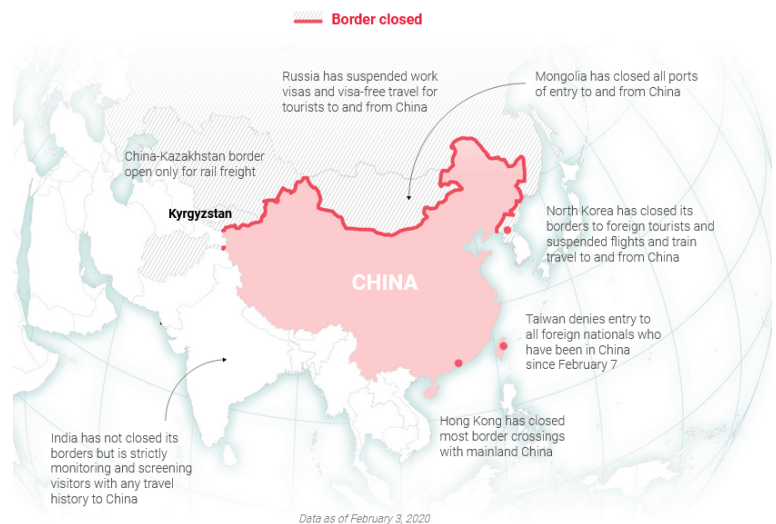 Border closed
Russia has suspended work
visas and visa-free travel for
tourists to and from China
Mongolia has closed all ports
of entry to and from China
China-Kazakhstan border
open only for rail freight
Kyrgyzstan
North Korea has closed its
borders to foreign tourists and
suspended flights and train
travel to and from China
CHINA
Taiwan denies entry to
all foreign nationals who
have been in China
since February 7
Hong Kong has closed
most border crossings
with mainland China
India has not closed its
borders but is strictly
monitoring and screening
visitors with any travel
history to China
Data as of February 3, 2020